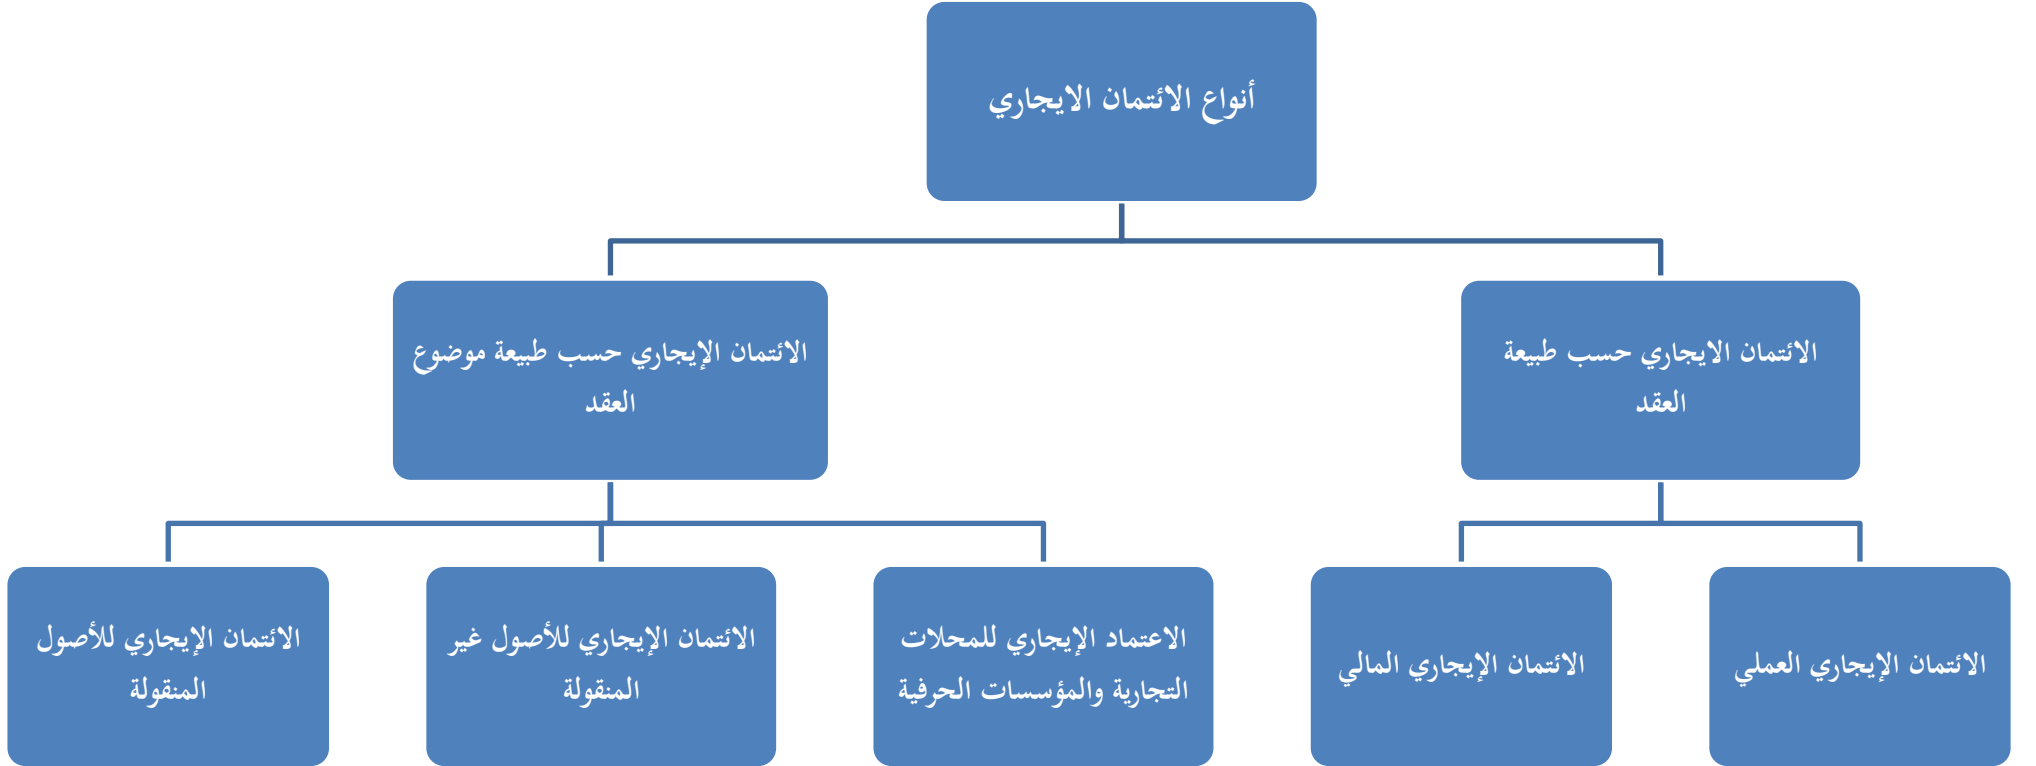 أنواع الائتمان الايجاري
الائتمان الايجاري حسب طبيعة
العقد
الائتمان الإيجاري حسب طبيعة موضوع
العقد
الائتمان الإيجاري العملي
الائتمان الإيجاري المالي
الاعتماد الإيجاري للمحلات
التجارية والمؤسسات الحرفية
الائتمان الإيجاري للأصول غير
المنقولة
الائتمان الإيجاري للأصول
المنقولة